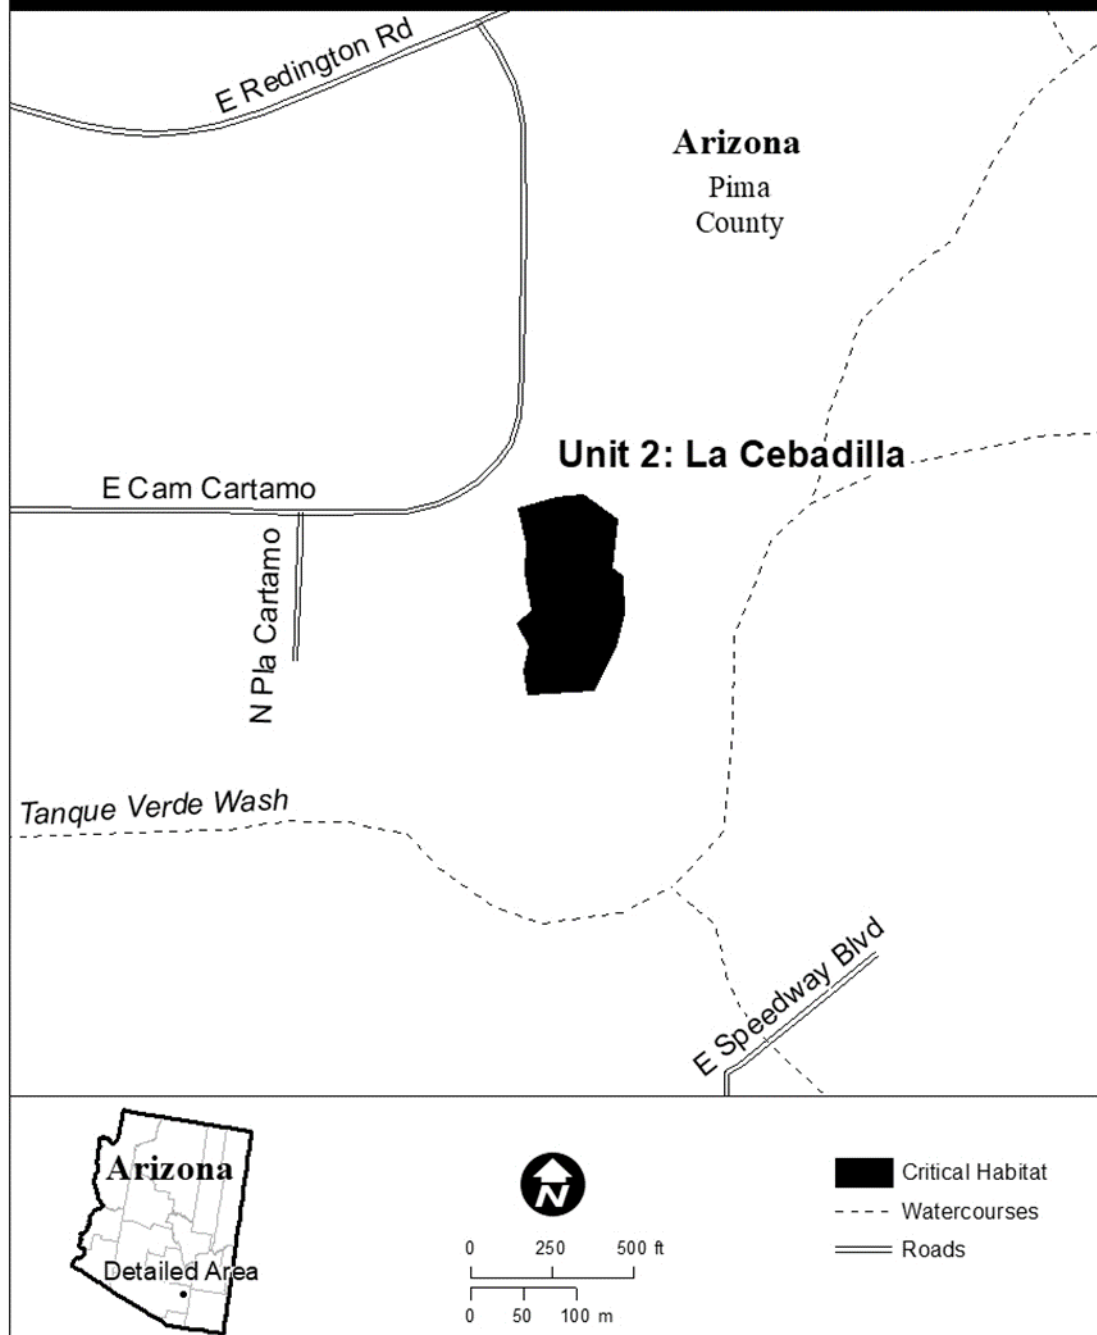 E Redington Rd
Arizona
Pima
County
Unit 2: La Cebadilla
E Cam Cartamo
N Pla Cartamo
Tanque Verde Wash
E Speedway Blvd
Arizona
Detailed Area
N
0 250 500 ft
0 50 100 m
Critical Habitat
Watercourses
Roads